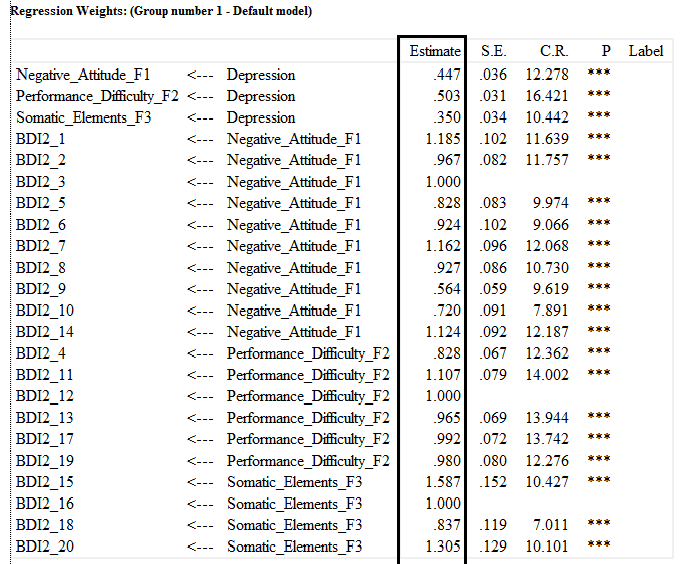 Regression Weights: (Group number 1 - Default model)
Estimate S.E. C.R. P Label
Negative_Attitude_F1 <--- Depression .447 .036 12.278 ***
Performance_Difficulty_F2 <--- Depression .503 .031 16.421 ***
Somatic_Elements_F3 <--- Depression .350 .034 10.442 ***
BDI2_1 <--- Negative_Attitude_F1 1.185 .102 11.639 ***
BDI2_2 <--- Negative_Attitude_F1 .967 .082 11.757 ***
BDI2_3 <--- Negative_Attitude_F1 1.000
BDI2_5 <--- Negative_Attitude_F1 .828 .083 9.974 ***
BDI2_6 <--- Negative_Attitude_F1 .924 .102 9.066 ***
BDI2_7 <--- Negative_Attitude_F1 1.162 .096 12.068 ***
BDI2_8 <--- Negative_Attitude_F1 .927 .086 10.730 ***
BDI2_9 <--- Negative_Attitude_F1 .564 .059 9.619 ***
BDI2_10 <--- Negative_Attitude_F1 .720 .091 7.891 ***
BDI2_14 <--- Negative_Attitude_F1 1.124 .092 12.187 ***
BDI2_4 <--- Performance_Difficulty_F2 .828 .067 12.362 ***
BDI2_11 <--- Performance_Difficulty_F2 1.107 .079 14.002 ***
BDI2_12 <--- Performance_Difficulty_F2 1.000
BDI2_13 <--- Performance_Difficulty_F2 .965 .069 13.944 ***
BDI2_17 <--- Performance_Difficulty_F2 .992 .072 13.742 ***
BDI2_19 <--- Performance_Difficulty_F2 .980 .080 12.276 ***
BDI2_15 <--- Somatic_Elements_F3 1.587 .152 10.427 ***
BDI2_16 <--- Somatic_Elements_F3 1.000
BDI2_18 <--- Somatic_Elements_F3 .837 .119 7.011 ***
BDI2_20 <--- Somatic_Elements_F3 1.305 .129 10.101 ***